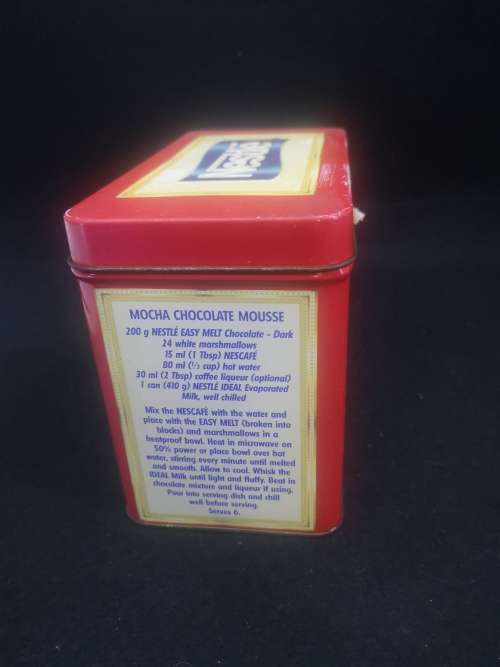 Nestlé
MOCHA CHOCOLATE MOUSSE
200 g NESTLÉ EASY MELT Chocolate - Dark
24 white marshmallows
15 ml (1 Tbsp) NESCAFÉ
80 ml (1/3 cup) hot water
30 ml (2 Tbsp) coffee liqueur (optional)
1 can (410 g) NESTLÉ IDEAL Evaporated
Milk, well chilled
Mix the NESCAFÉ with the water and
place with the EASY MELT (broken into
blocks) and marshmallows in a
heatproof bowl. Heat in microwave on
50% power or place bowl over hot
water, stirring every minute until melted
and smooth. Allow to cool. Whisk the
IDEAL Milk until light and fluffy. Beat in
chocolate mixture and liqueur if using.
Pour into serving dish and chill
well before serving.
Serves 6.